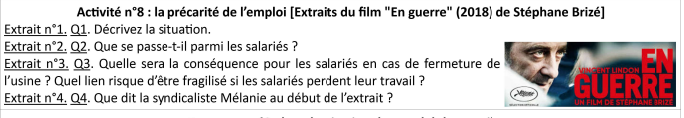 Activité n°8 : la précarité de l’emploi [Extraits du film "En guerre" (2018) de Stéphane Brizé]
Extrait n°1. Q1. Décrivez la situation.
Extrait n°2. Q2. Que se passe-t-il parmi les salariés ?
Extrait n°3. Q3. Quelle sera la conséquence pour les salariés en cas de fermeture de
l’usine ? Quel lien risque d’être fragilisé si les salariés perdent leur travail ?
Extrait n°4. Q4. Que dit la syndicaliste Mélanie au début de l’extrait ?
VINCENT LINDON
EN
GUERRE
UN FILM DE STÉPHANE BRIZÉ